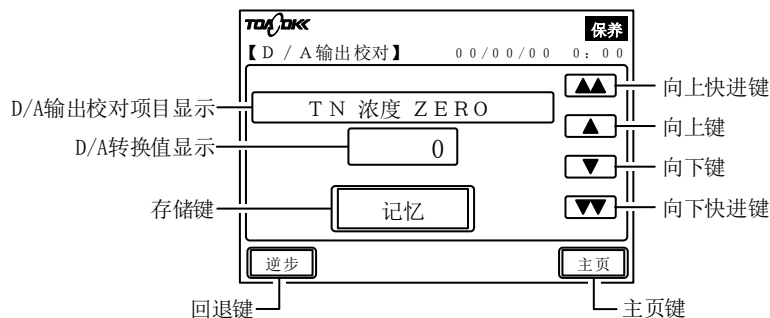 TOADKK
保养
【D / A输出校对】 00/00/00 0: 00
▲▲ 向上快进键
D/A输出校对项目显示 TN 浓度 ZERO
▲ 向上键
D/A转换值显示 0
▼ 向下键
存储键 记忆
▼▼ 向下快进键
逆步 主页
回退键 主页键